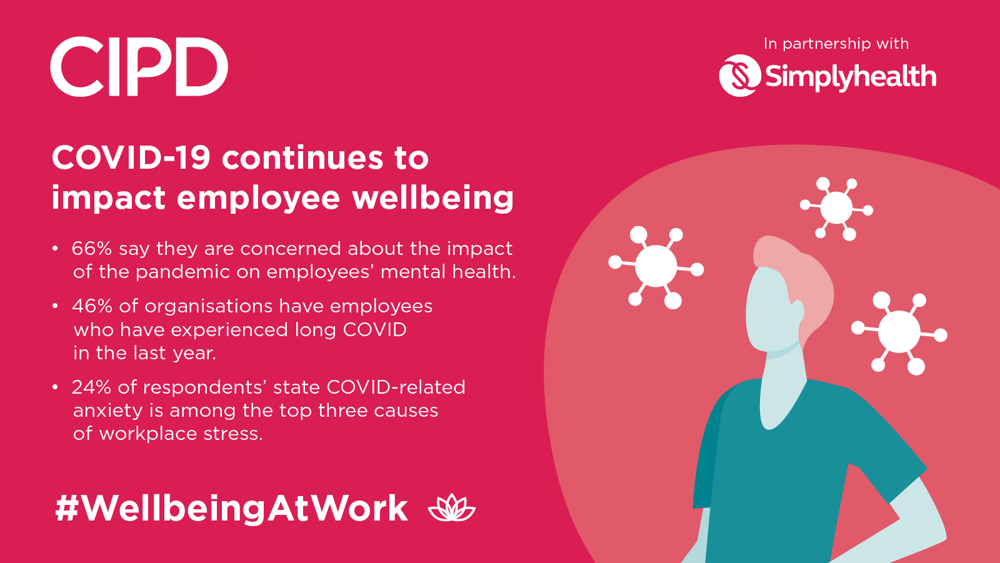 CIPD
In partnership with
Simplyhealth
COVID-19 continues to
impact employee wellbeing
• 66% say they are concerned about the impact
of the pandemic on employees’ mental health.
• 46% of organisations have employees
who have experienced long COVID
in the last year.
• 24% of respondents’ state COVID-related
anxiety is among the top three causes
of workplace stress.
#WellbeingAtWork